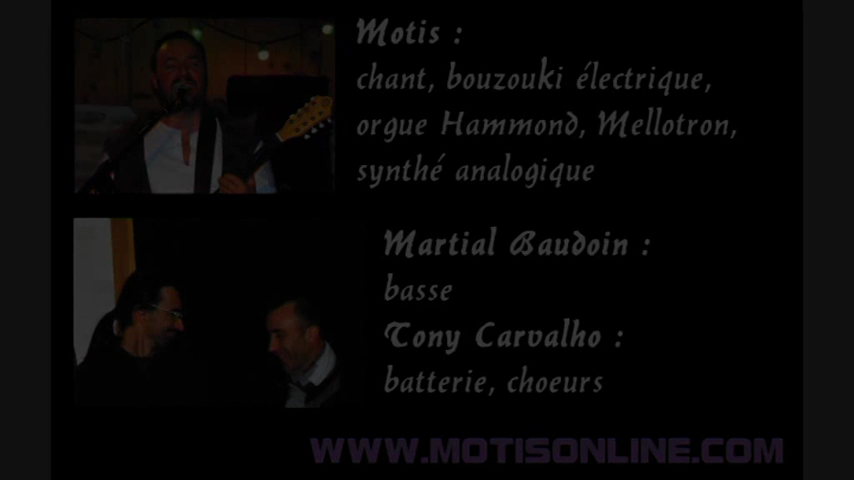 Motis :
chant, bouzouki électrique,
orgue Hammond, Mellotron,
synthé analogique
Martial Baudoin :
basse
Tony Carvalho :
batterie, choeurs
WWW.MOTISONLINE.COM